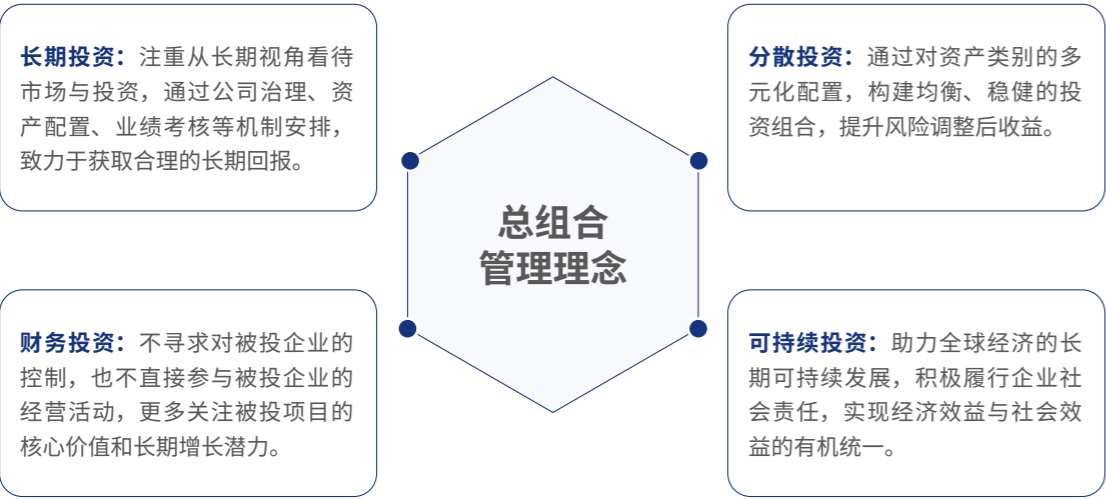 长期投资：注重从长期视角看待
市场与投资，通过公司治理、资
产配置、业绩考核等机制安排，
致力于获取合理的长期回报。
分散投资：通过对资产类别的多
元化配置，构建均衡、稳健的投
资组合，提升风险调整后收益。
总组合
管理理念
财务投资：不寻求对被投企业的
控制，也不直接参与被投企业的
经营活动，更多关注被投项目的
核心价值和长期增长潜力。
可持续投资：助力全球经济的长
期可持续发展，积极履行企业社
会责任，实现经济效益与社会效
益的有机统一。